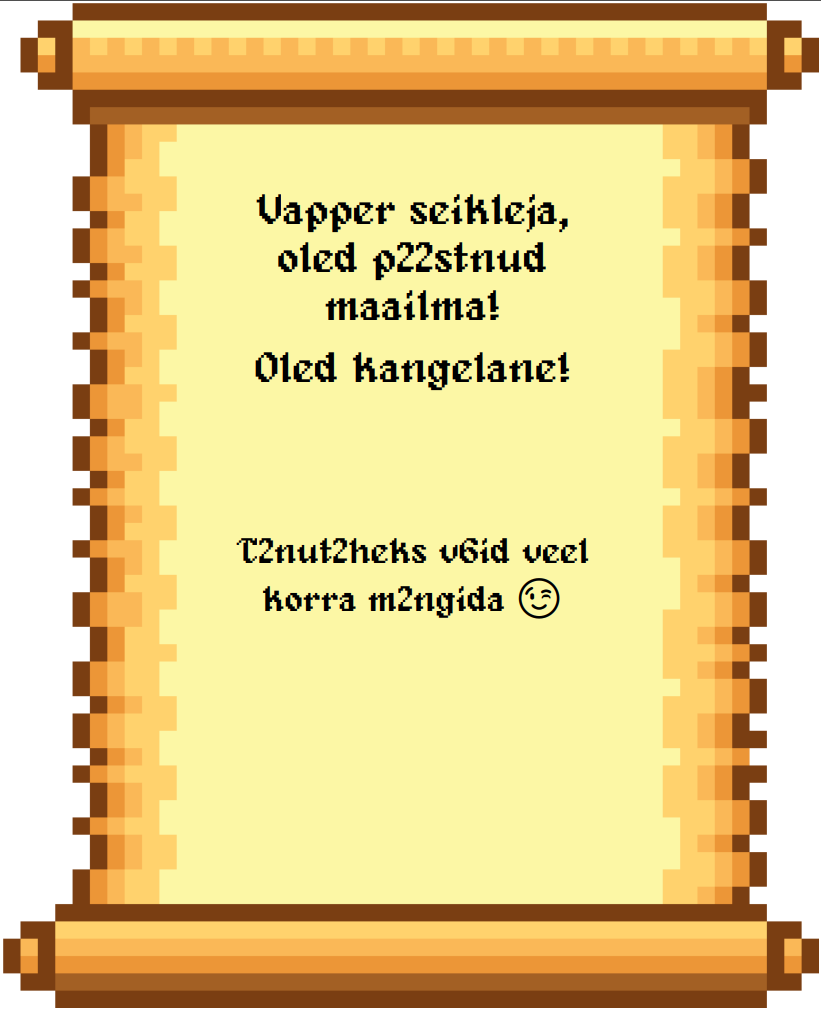 Vapper seikleja,
oled p22stnud
maailma!
Oled kangelane!
T2nut2heks v6id veel
korra m2ngida 😉